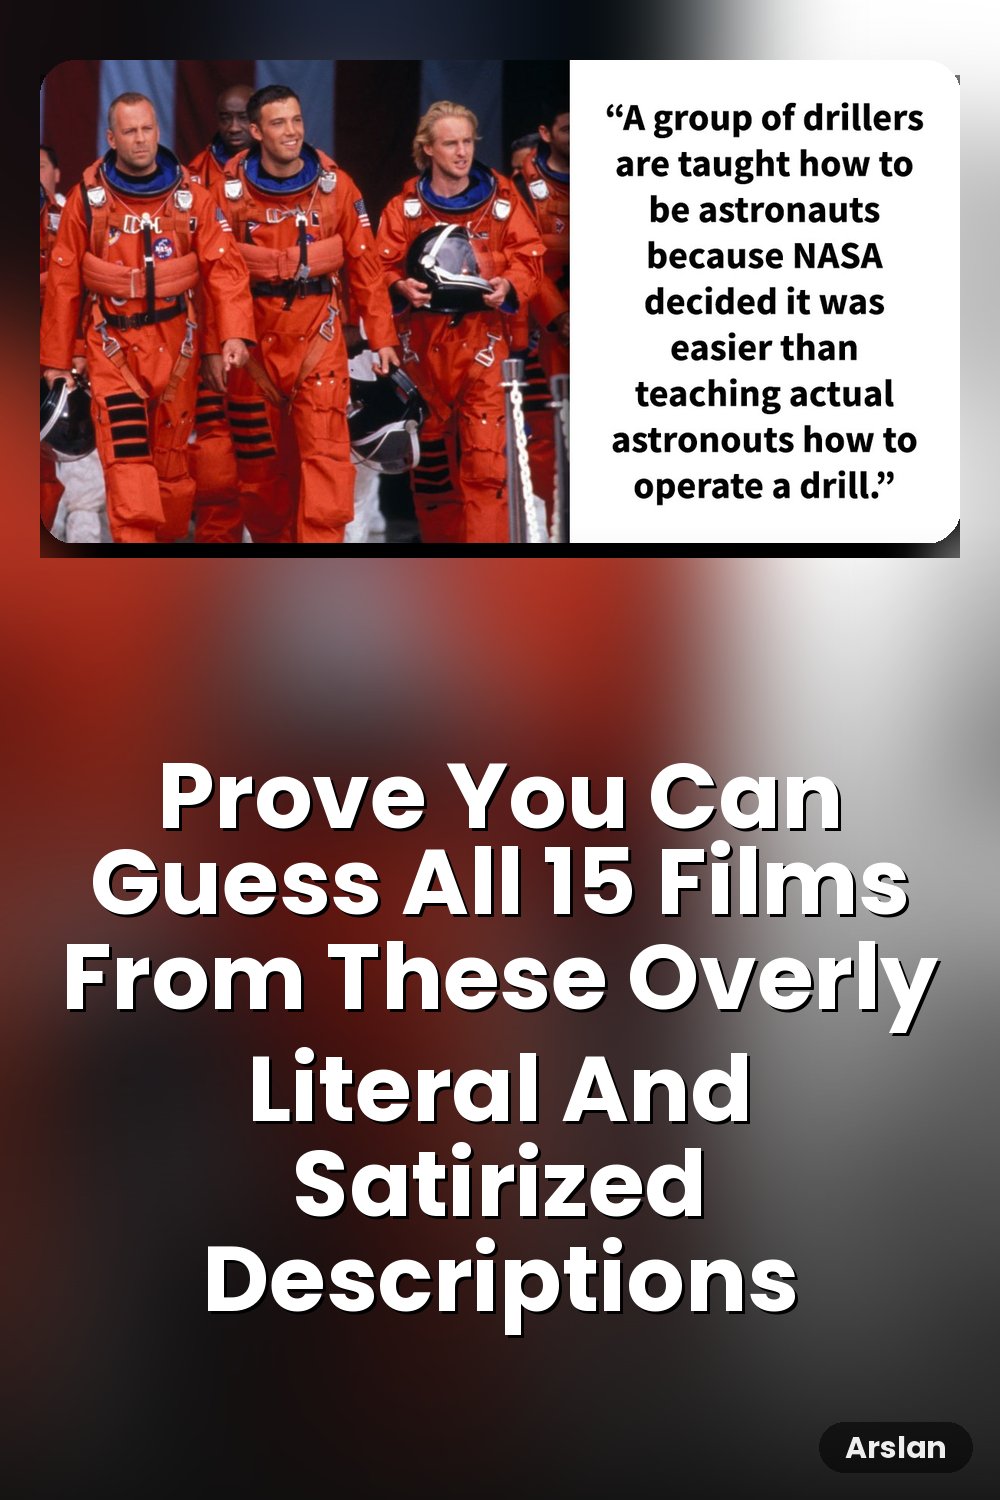 “A group of drillers
are taught how to
be astronauts
because NASA
decided it was
easier than
teaching actual
astronouts how to
operate a drill.”
Prove You Can
Guess All 15 Films
From These Overly
Literal And
Satirized
Descriptions
Arslan